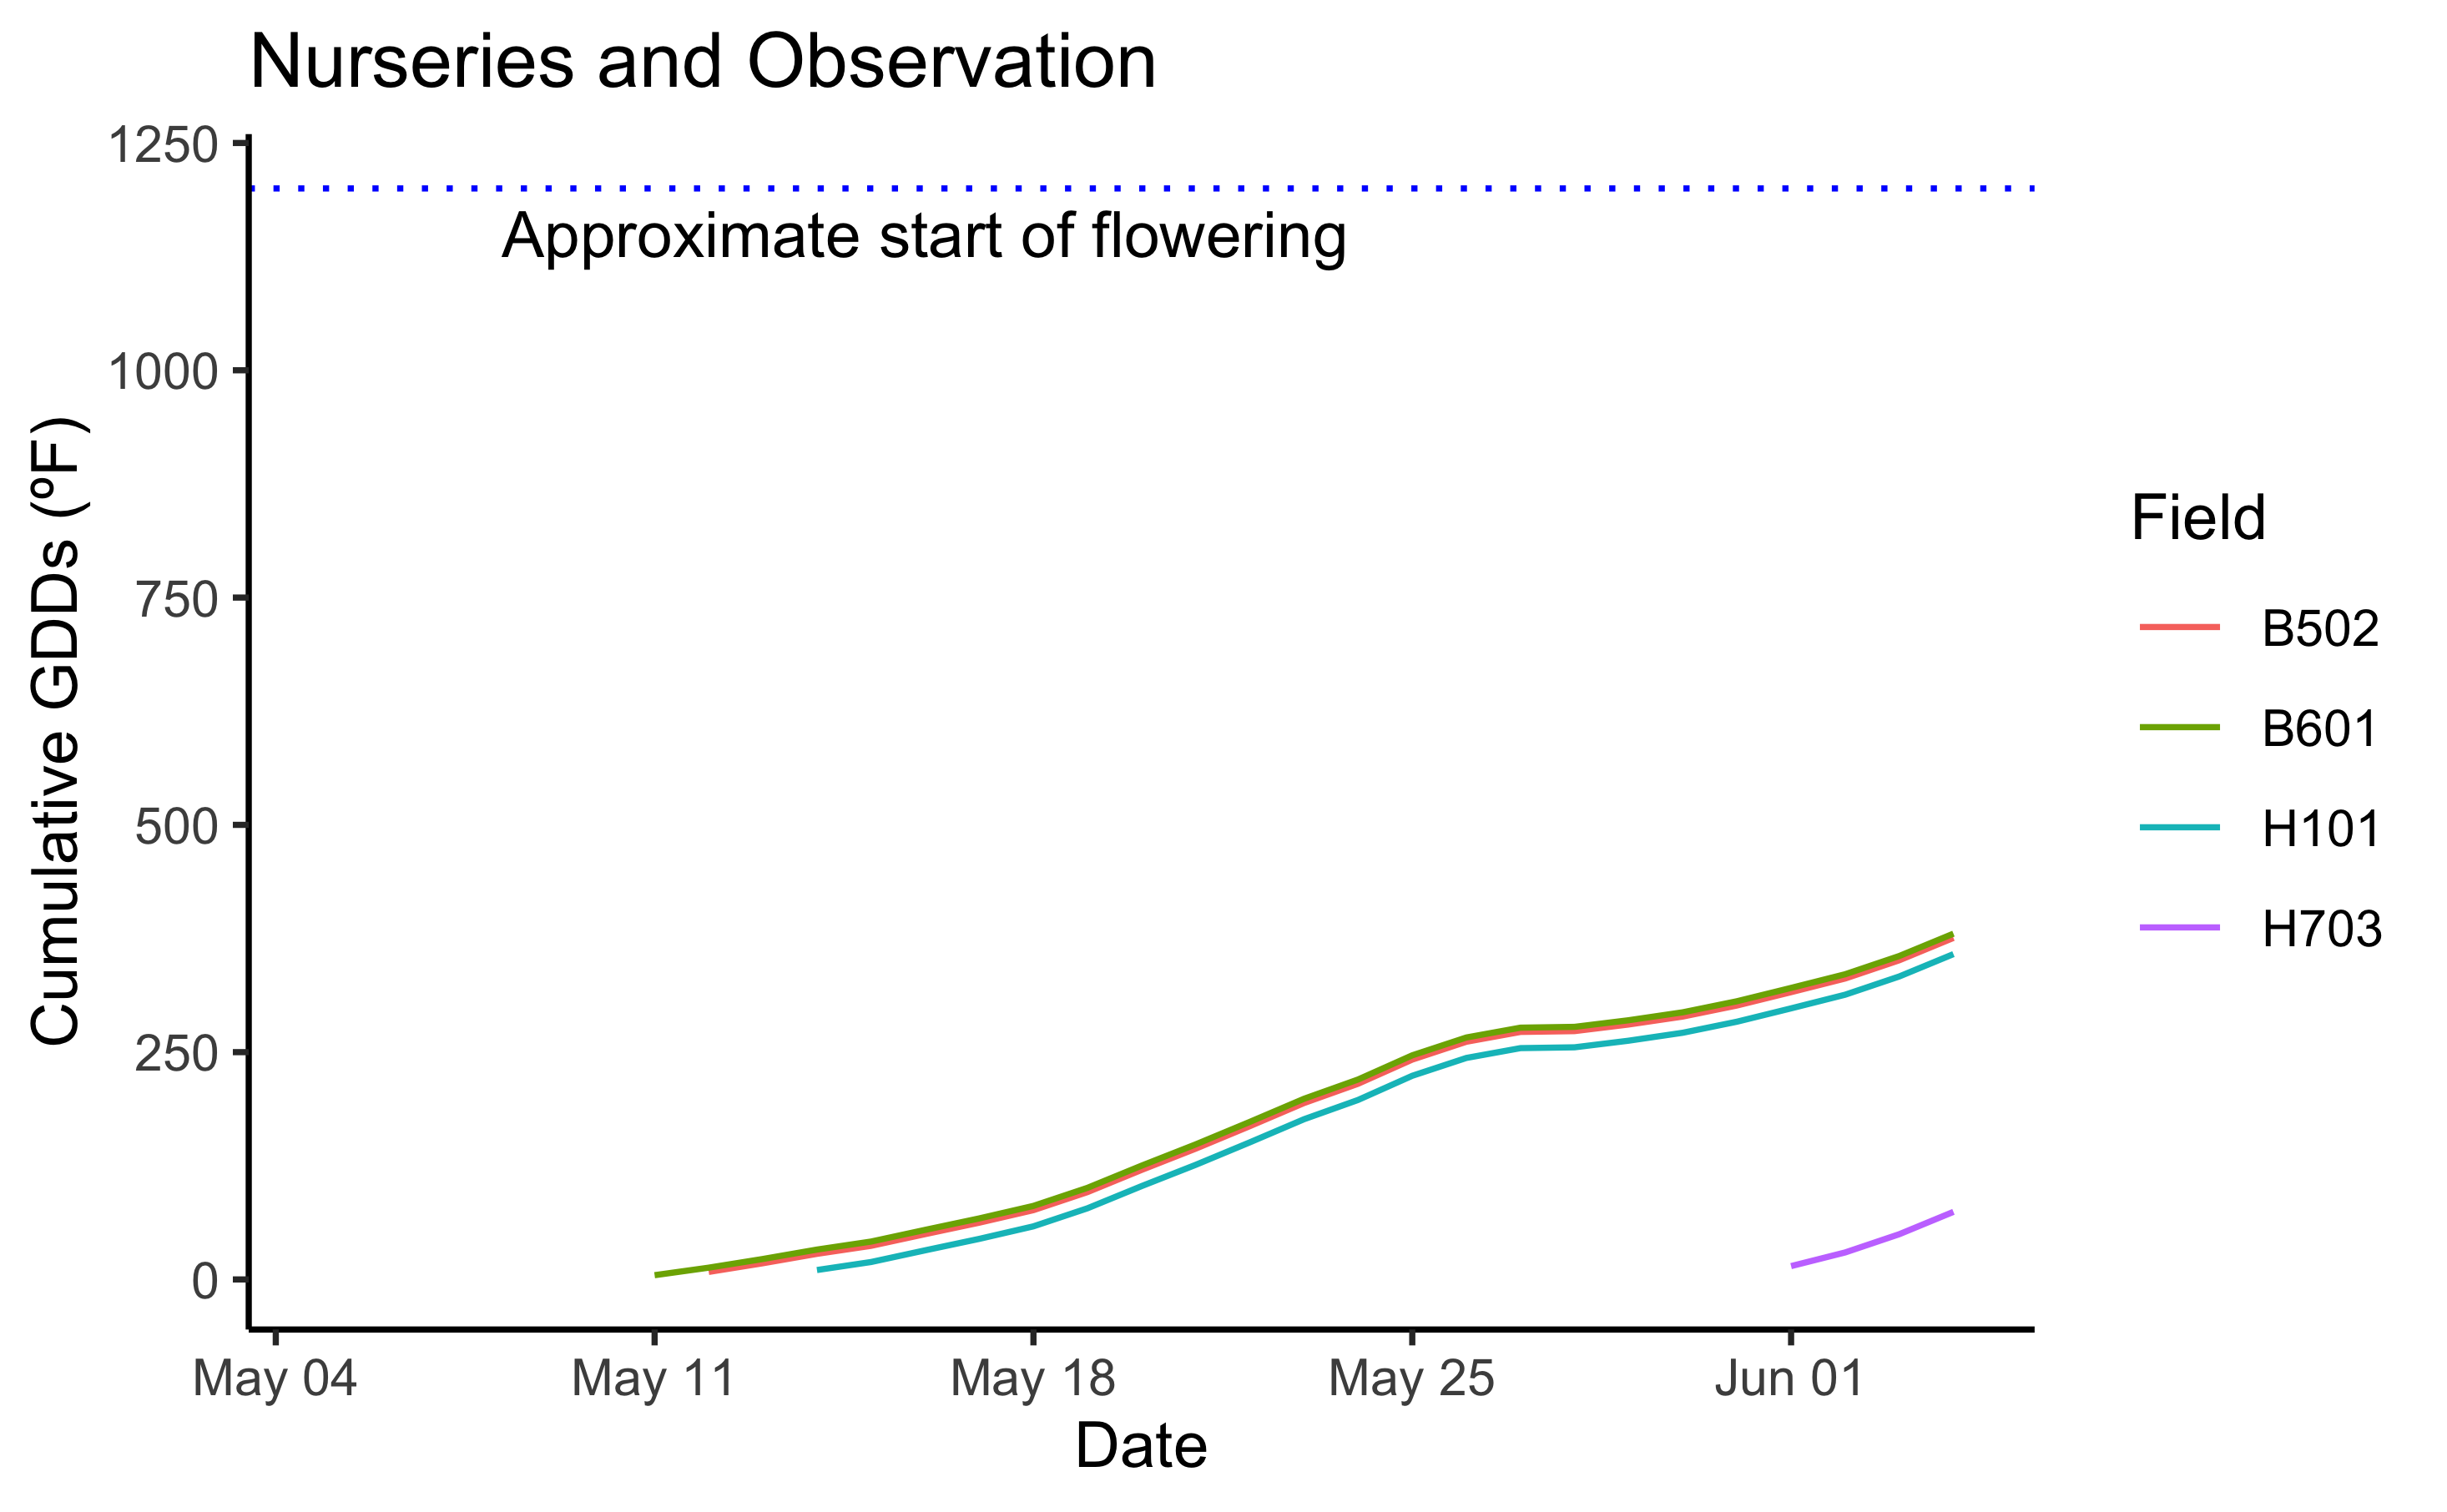 Nurseries and Observation
1250
Approximate start of flowering
1000
750
500
250
0
Cumulative GDDs (ºF)
May 04
May 11
May 18
May 25
Jun 01
Date
Field
B502
B601
H101
H703